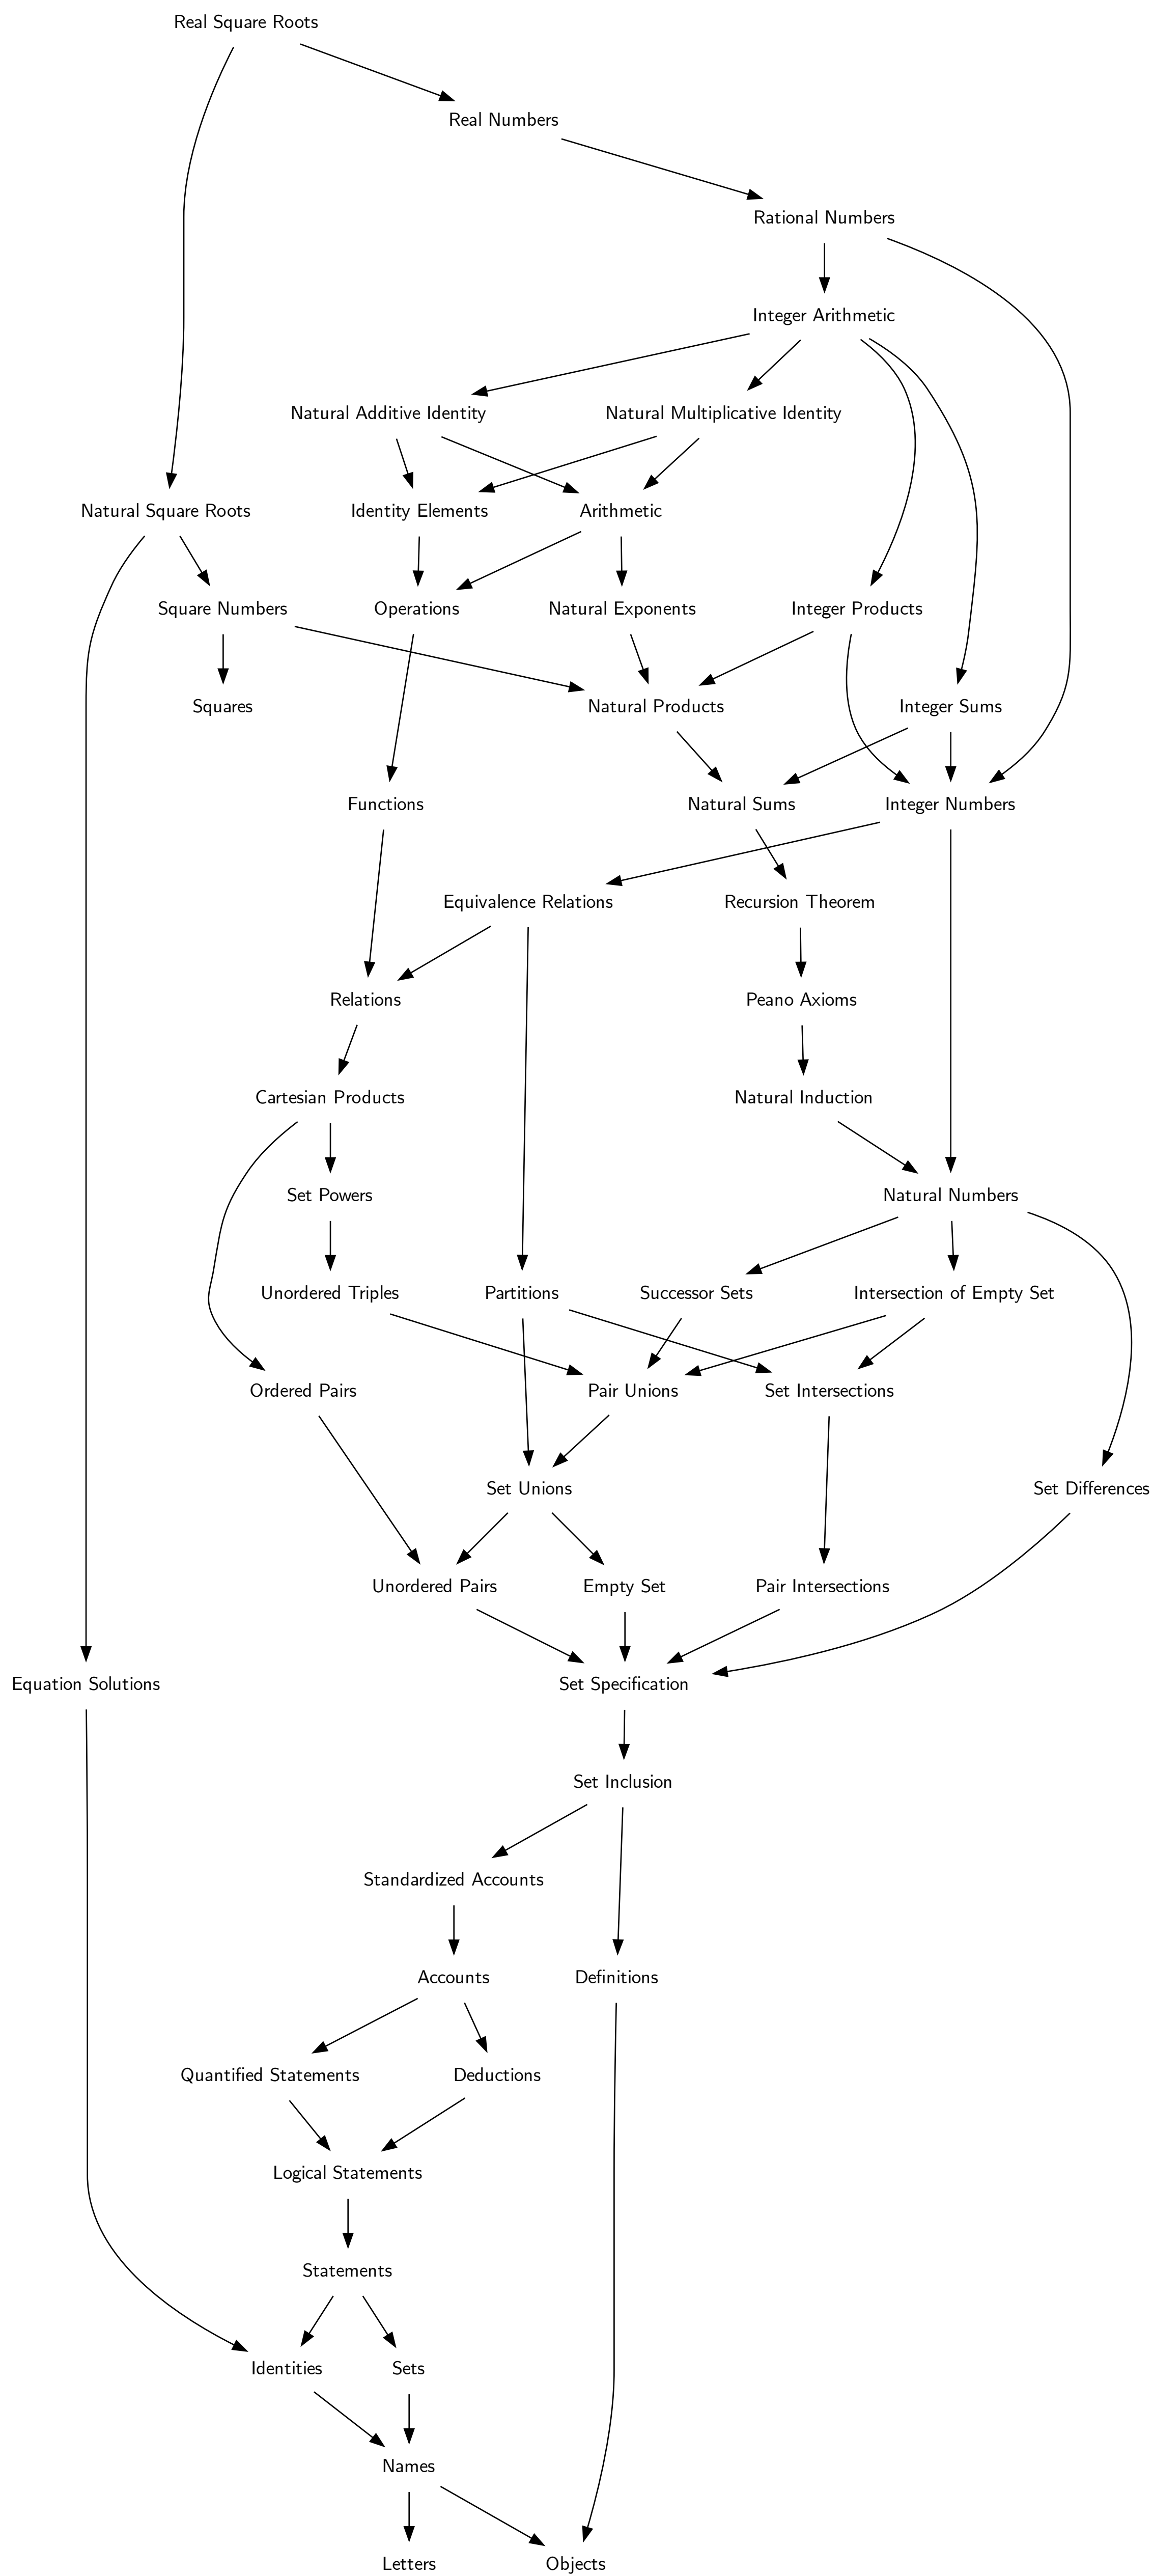 Real Square Roots
Real Numbers
Rational Numbers
Integer Arithmetic
Natural Additive Identity
Natural Multiplicative Identity
Natural Square Roots
Identity Elements
Arithmetic
Square Numbers
Operations
Natural Exponents
Integer Products
Squares
Natural Products
Integer Sums
Functions
Natural Sums
Integer Numbers
Equivalence Relations
Recursion Theorem
Relations
Peano Axioms
Cartesian Products
Natural Induction
Set Powers
Natural Numbers
Unordered Triples
Partitions
Successor Sets
Intersection of Empty Set
Ordered Pairs
Pair Unions
Set Intersections
Set Unions
Set Differences
Unordered Pairs
Empty Set
Pair Intersections
Equation Solutions
Set Specification
Set Inclusion
Standardized Accounts
Accounts
Definitions
Quantified Statements
Deductions
Logical Statements
Statements
Identities
Sets
Names
Letters
Objects